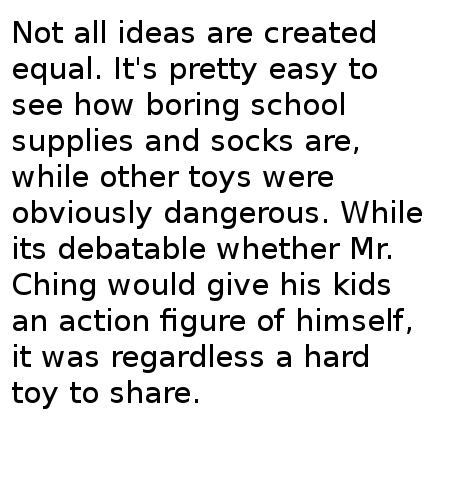 Not all ideas are created
equal. It's pretty easy to
see how boring school
supplies and socks are,
while other toys were
obviously dangerous. While
its debatable whether Mr.
Ching would give his kids
an action figure of himself,
it was regardless a hard
toy to share.